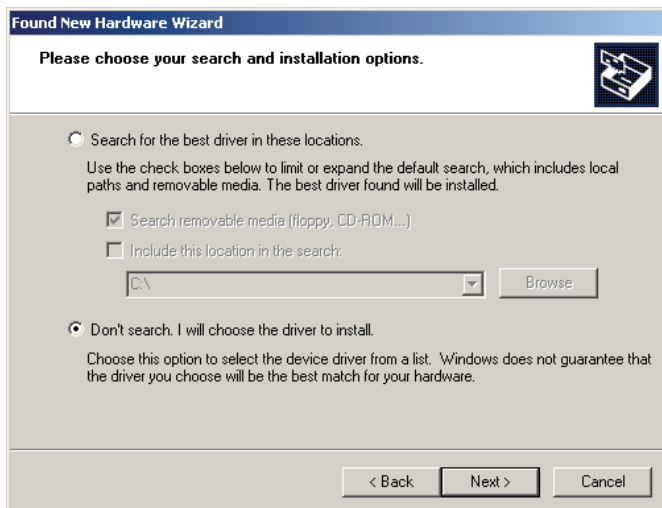 Found New Hardware Wizard
Please choose your search and installation options.
Search for the best driver in these locations.
Use the check boxes below to limit or expand the default search, which includes local
paths and removable media. The best driver found will be installed.
Search removable media (floppy, CD-ROM...)
Include this location in the search:
C:\
Browse
Don't search. I will choose the driver to install.
Choose this option to select the device driver from a list. Windows does not guarantee that
the driver you choose will be the best match for your hardware.
< Back
Next >
Cancel